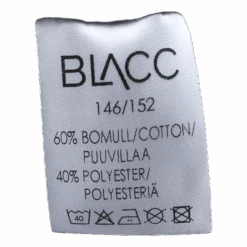 BLACC
146/152
60% BOMULL/COTTON/
PUUVILLAA
40% POLYESTER/
POLYESTERIÄ
40